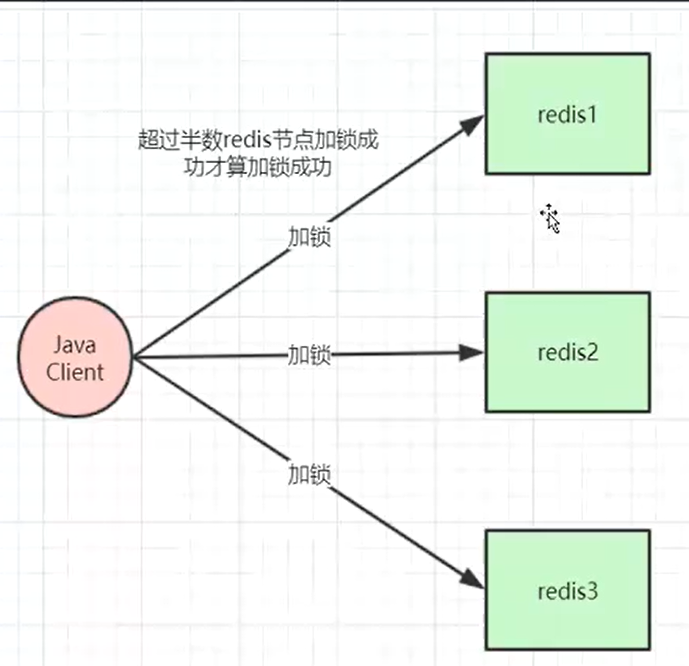 超过半数redis节点加锁成
功才算加锁成功
redis1
加锁
Java
Client
加锁
redis2
加锁
redis3